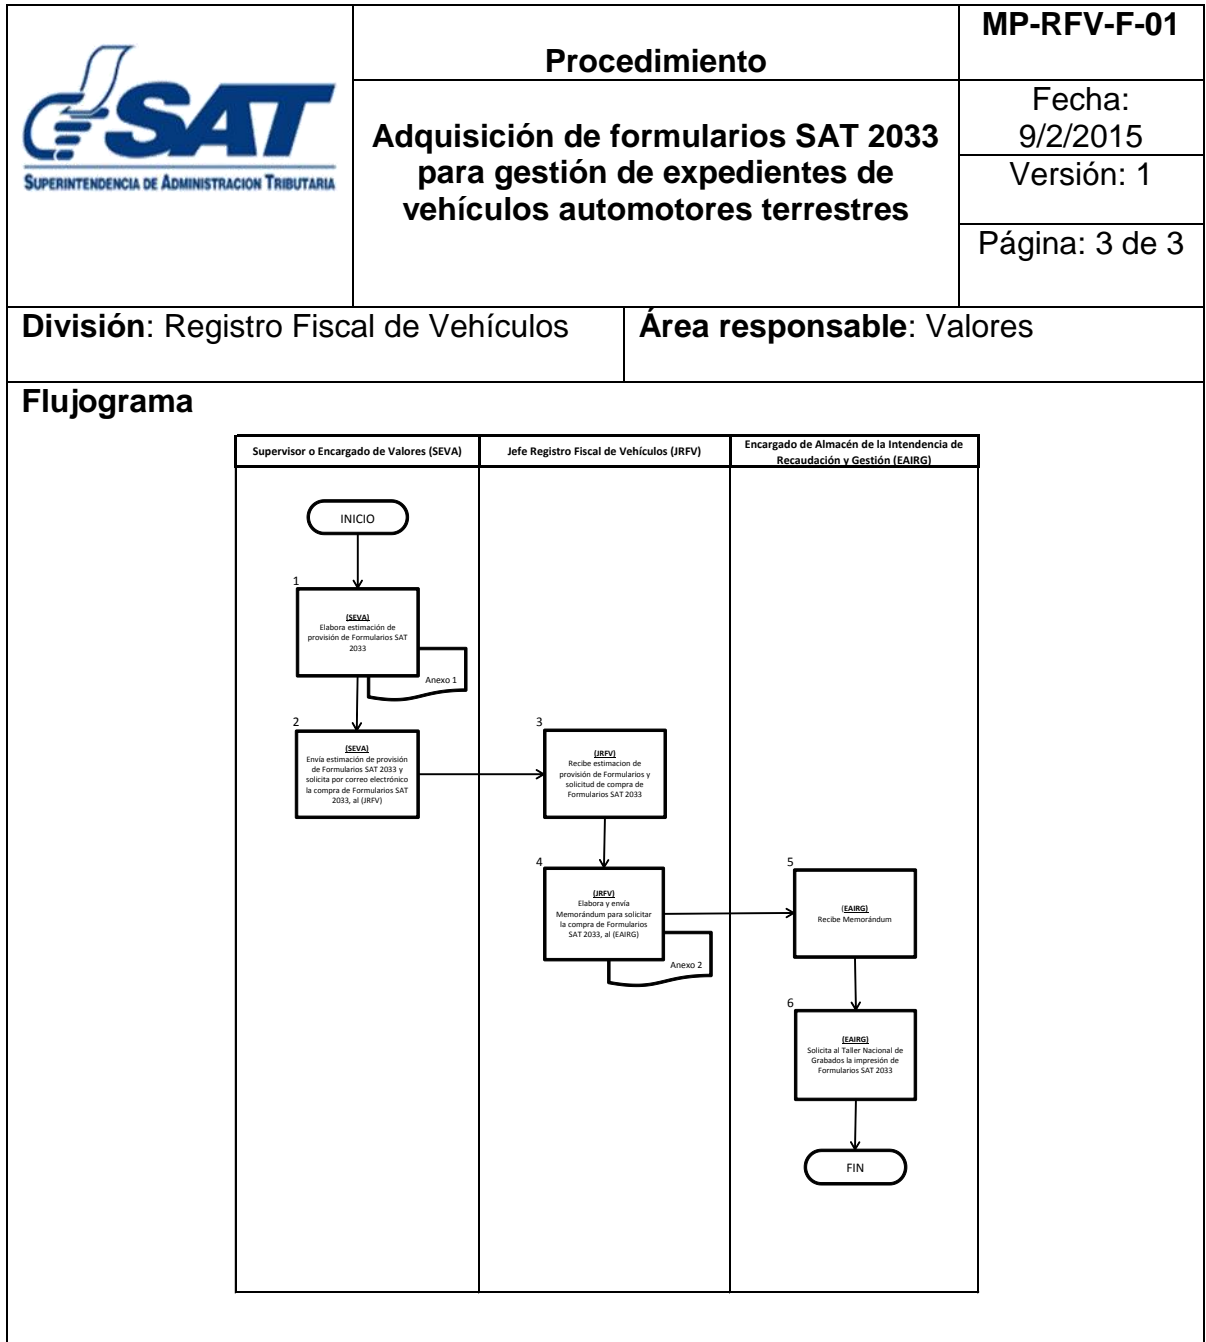 SAT
SUPERINTENDENCIA DE ADMINISTRACION TRIBUTARIA
Procedimiento
Adquisición de formularios SAT 2033
para gestión de expedientes de
vehículos automotores terrestres
MP-RFV-F-01
Fecha:
9/2/2015
Versión: 1
Página: 3 de 3
División: Registro Fiscal de Vehículos
Área responsable: Valores
Flujograma
Supervisor o Encargado de Valores (SEVA)
Jefe Registro Fiscal de Vehículos (JRFV)
Encargado de Almacén de la Intendencia de
Recaudación y Gestión (EAIRG)
INICIO
1
(SEVA)
Elabora estimación de
provisión de Formularios SAT
2033
Anexo 1
2
(SEVA)
Envía estimación de provisión
de Formularios SAT 2033 y
solicita por correo electrónico
la compra de Formularios SAT
2033, al (JRFV)
3
(JRFV)
Recibe estimacion de
provisión de Formularios y
solicitud de compra de
Formularios SAT 2033
4
(JRFV)
Elabora y envía
Memorándum para solicitar
la compra de Formularios
SAT 2033, al (EAIRG)
Anexo 2
5
(EAIRG)
Recibe Memorándum
6
(EAIRG)
Solicita al Taller Nacional de
Grabados la impresión de
Formularios SAT 2033
FIN